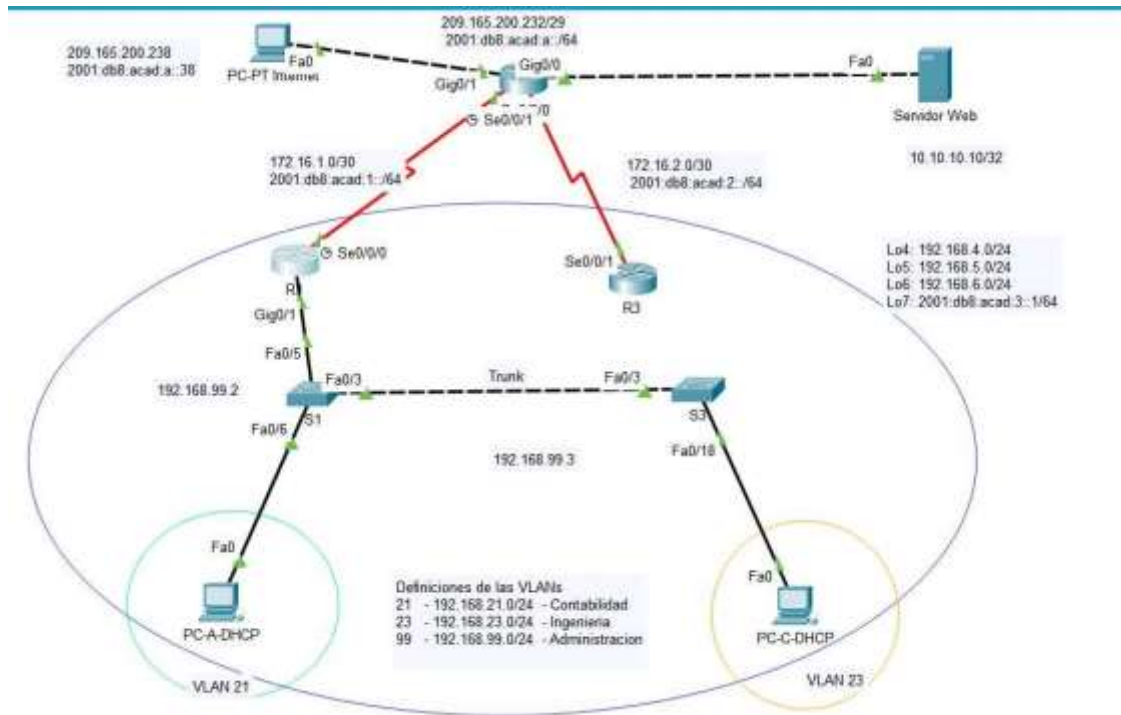 209.165.200.232/29
2001:db8:acad:a::/64
209.165.200.238
2001:db8:acad:a::38
Fa0
PC-PT Internet
Gig0/1
Gig0/0
Fa0
Servidor Web
10.10.10.10/32
Se0/0/1
/0
172.16.1.0/30
2001:db8:acad:1::/64
172.16.2.0/30
2001:db8:acad:2::/64
Se0/0/0
Se0/0/1
R3
Lo4: 192.168.4.0/24
Lo5: 192.168.5.0/24
Lo6: 192.168.6.0/24
Lo7: 2001:db8:acad:3::1/64
Gig0/1
Fa0/5
192.168.99.2
Fa0/3
Trunk
Fa0/3
S1
S3
Fa0/6
Fa0/18
192.168.99.3
Fa0
PC-A-DHCP
VLAN 21
Definiciones de las VLANs
21 - 192.168.21.0/24 - Contabilidad
23 - 192.168.23.0/24 - Ingenieria
99 - 192.168.99.0/24 - Administracion
Fa0
PC-C-DHCP
VLAN 23